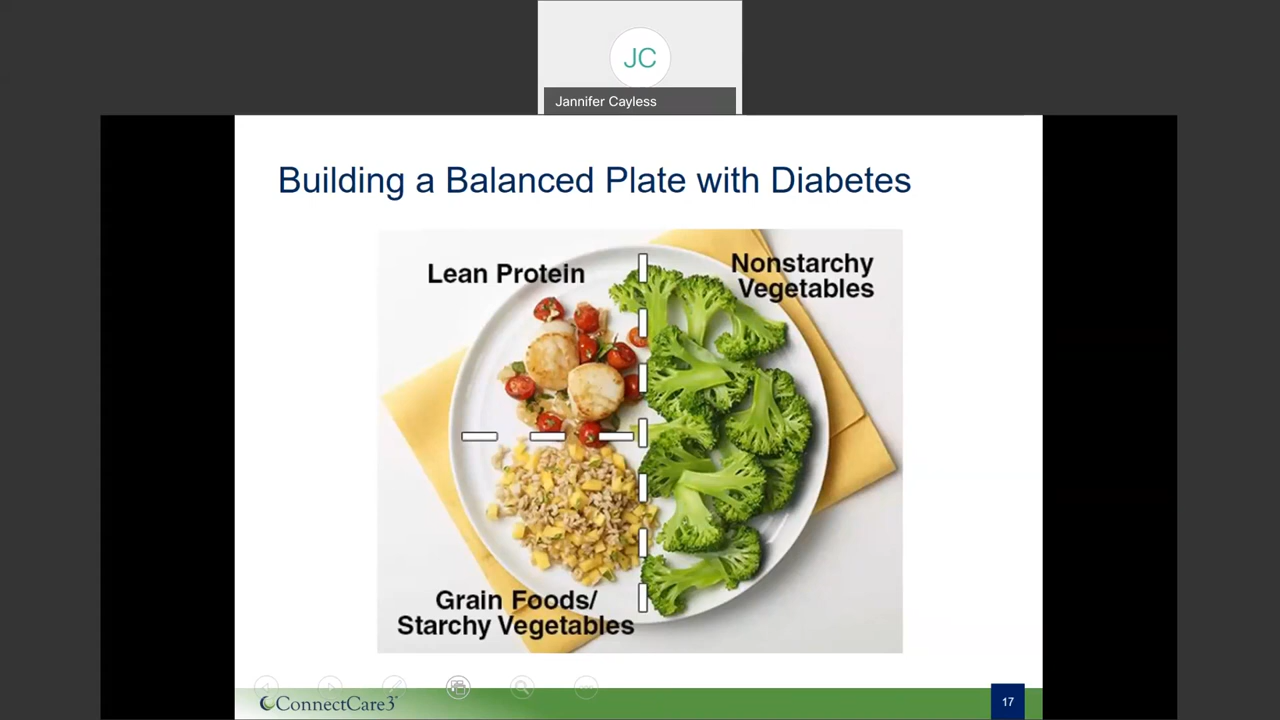 JC
Jannifer Cayless
Building a Balanced Plate with Diabetes
Lean Protein
Nonstarchy
Vegetables
Grain Foods/
Starchy Vegetables
ConnectCare3
17